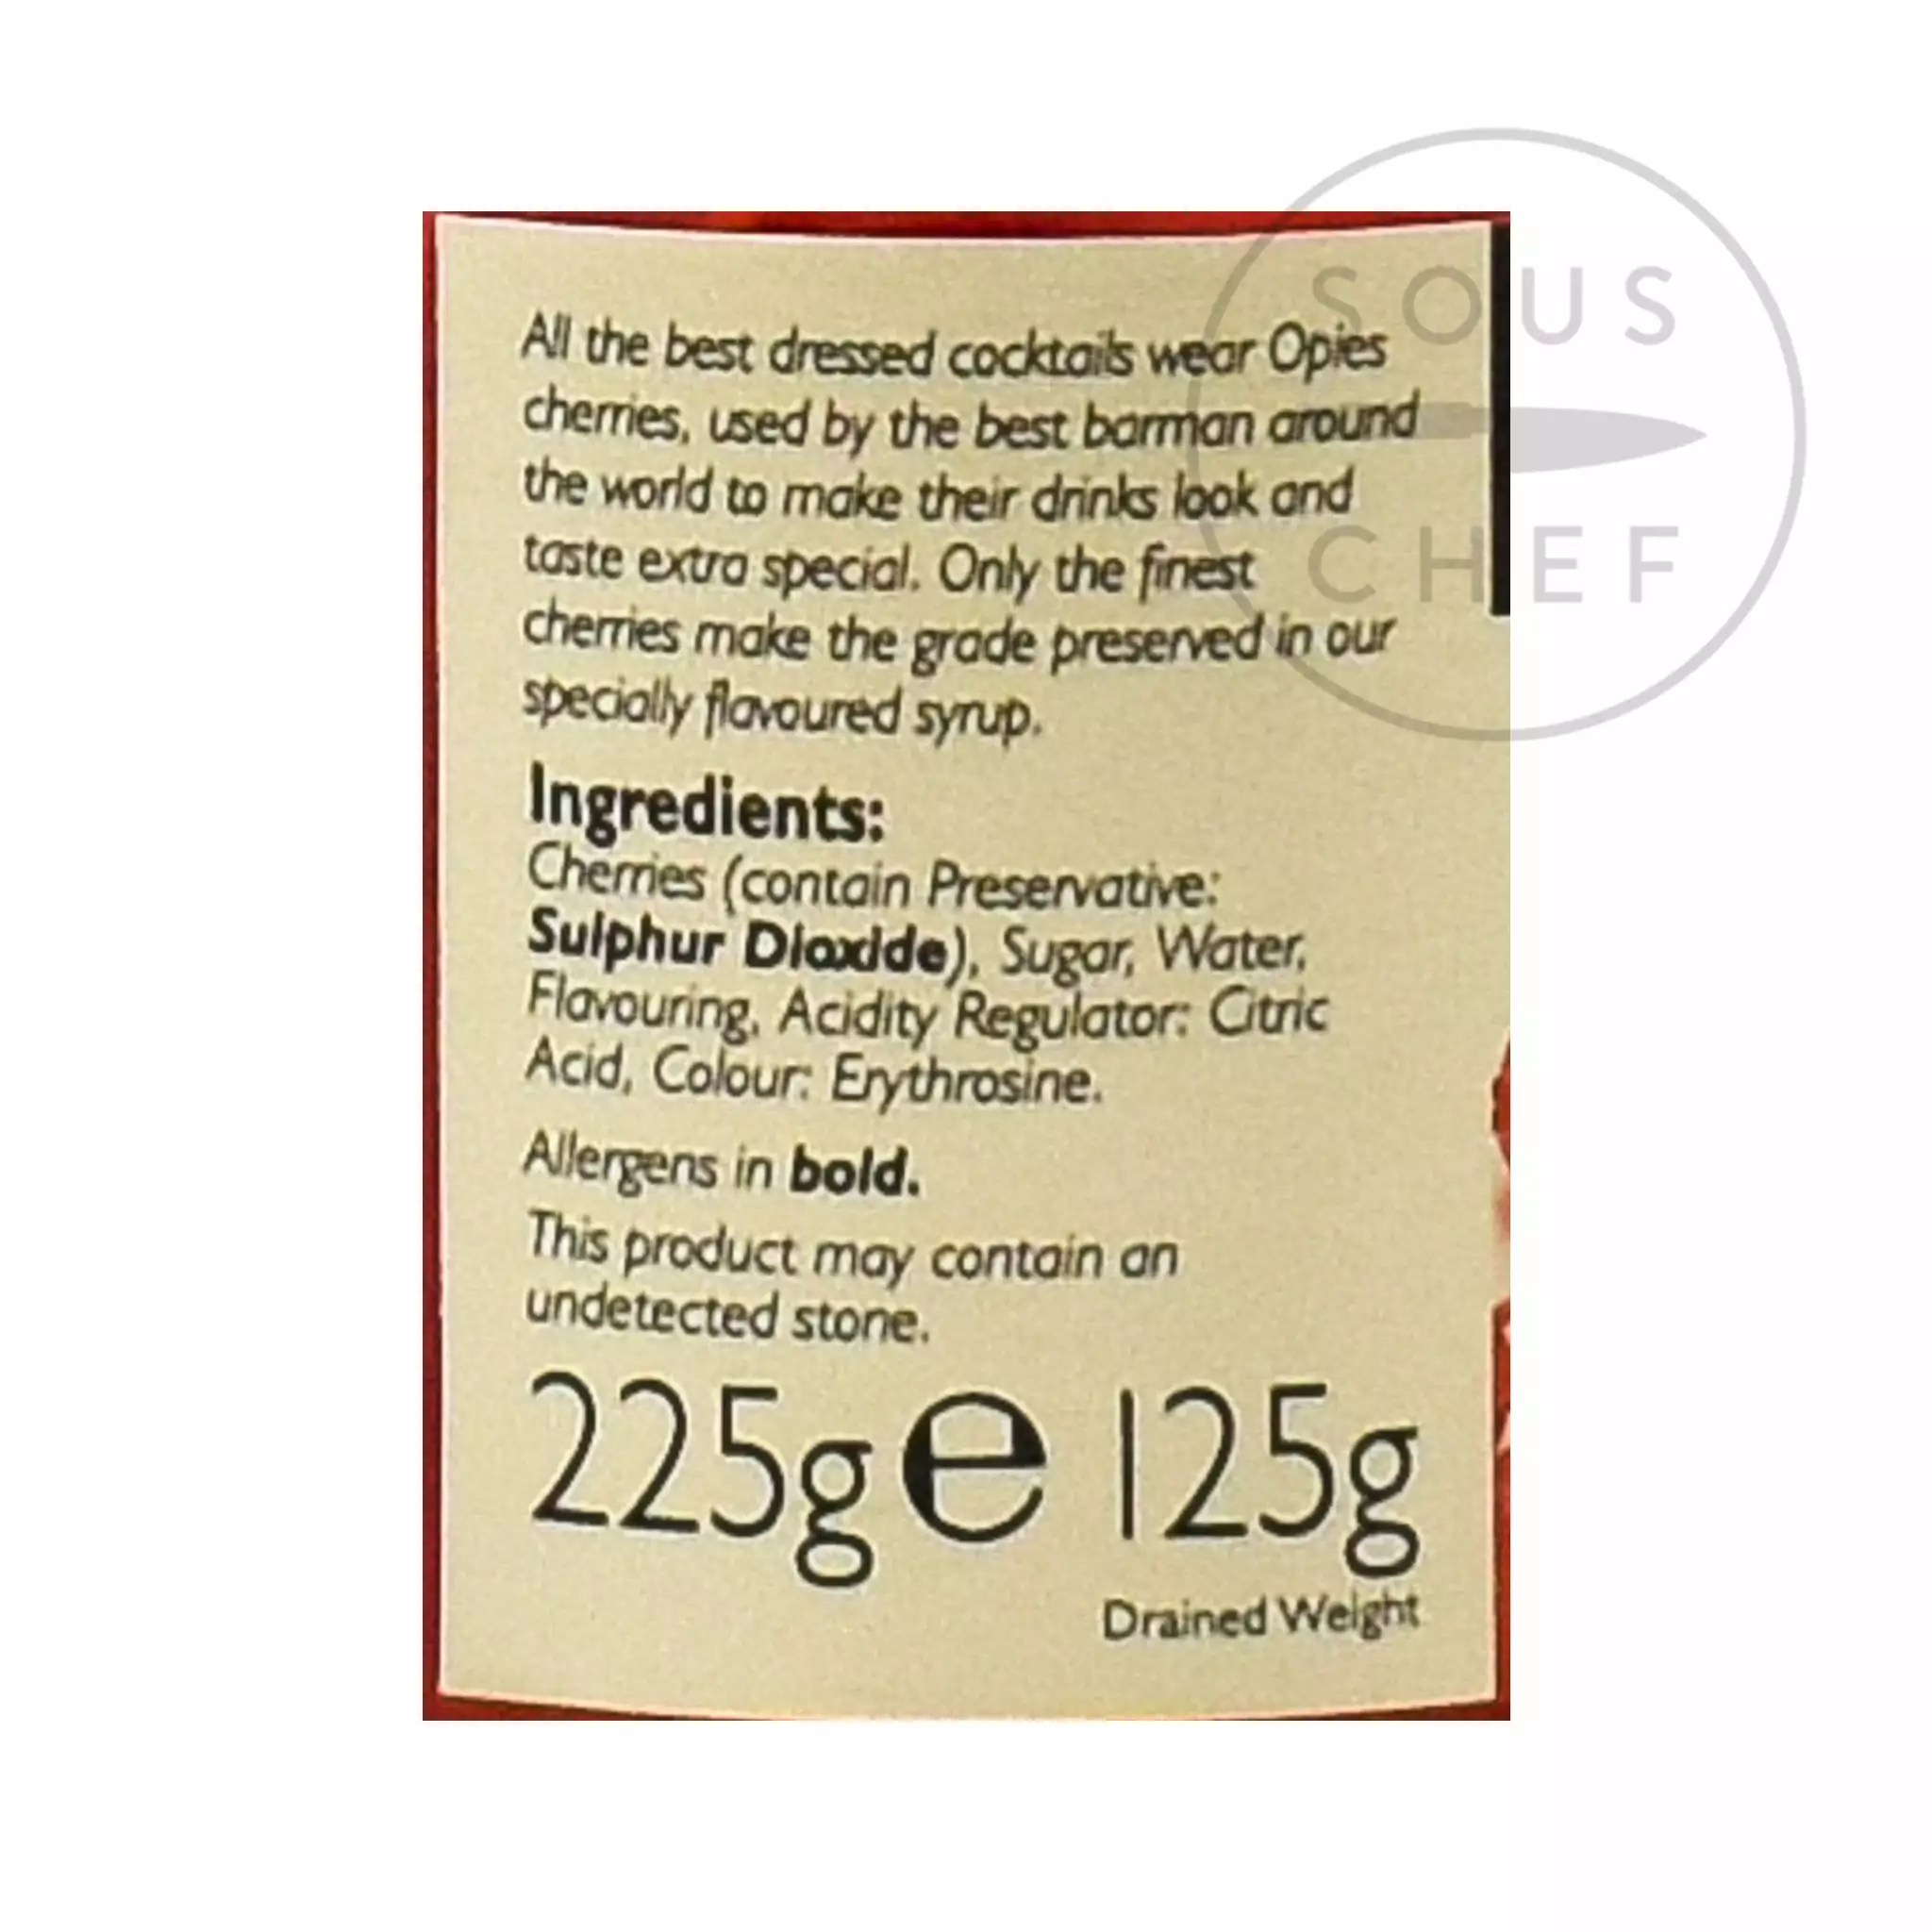 SOUS
CHEF
All the best dressed cocktails wear Opies
cherries, used by the best barman around
the world to make their drinks look and
taste extra special. Only the finest
cherries make the grade preserved in our
specially flavoured syrup.
Ingredients:
Cherries (contain Preservative:
Sulphur Dioxide), Sugar, Water,
Flavouring, Acidity Regulator: Citric
Acid, Colour: Erythrosine.
Allergens in bold.
This product may contain an
undetected stone.
225g e 125g
Drained Weight